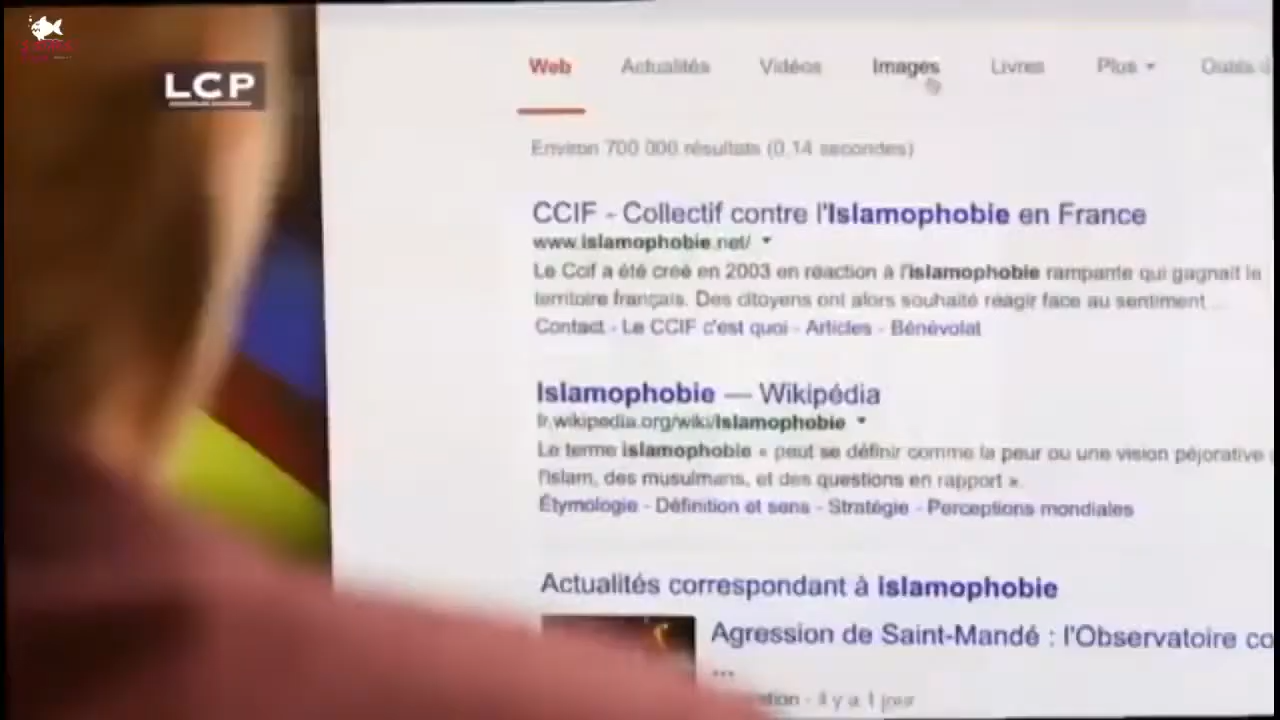 LCP
Web Actualités Vidéos Images Livres Plus Outils
Environ 700 000 résultats (0,14 secondes)
CCIF - Collectif contre l'Islamophobie en France
www.islamophobie.net/
Le Ccif a été creé en 2003 en réaction à l'islamophobie rampante qui gagnait le
territoire français. Des citoyens ont alors souhaité réagir face au sentiment ...
Contact - Le CCIF c'est quoi - Articles - Bénévolat
Islamophobie — Wikipédia
fr.wikipedia.org/wiki/Islamophobie
Le terme islamophobie « peut se définir comme la peur ou une vision péjorative
l'islam, des musulmans, et des questions en rapport ».
Étymologie - Définition et sens - Stratégie - Perceptions mondiales
Actualités correspondant à islamophobie
Agression de Saint-Mandé : l'Observatoire co
...
- il y a 1 jour